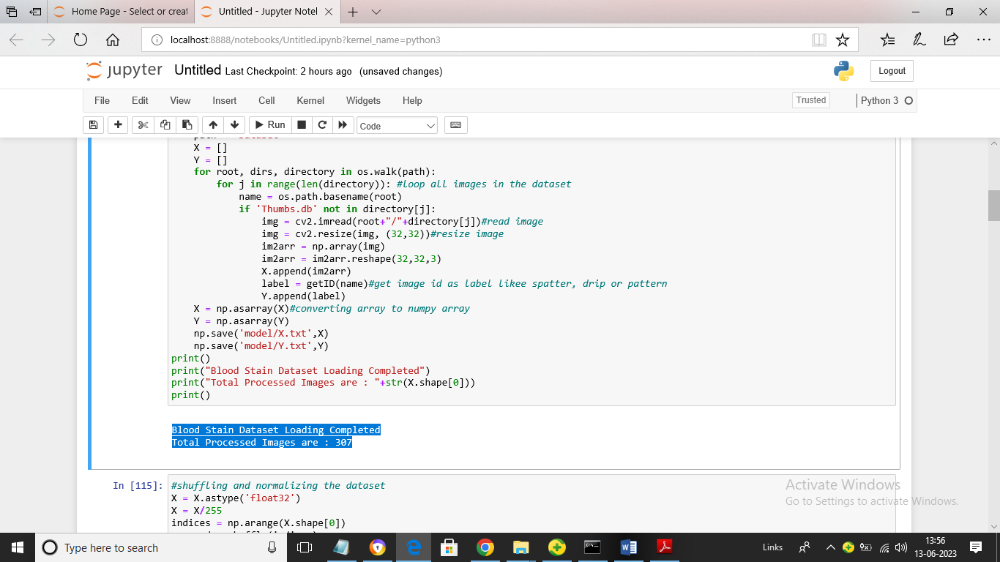 Home Page - Select or creat
Untitled - Jupyter Notel
localhost:8888/notebooks/Untitled.ipynb?kernel_name=python3
jupyter Untitled Last Checkpoint: 2 hours ago (unsaved changes)
Logout
File Edit View Insert Cell Kernel Widgets Help
Trusted
Python 3
Run
Code
X = []
Y = []
for root, dirs, directory in os.walk(path):
for j in range(len(directory)): #loop all images in the dataset
name = os.path.basename(root)
if 'Thumbs.db' not in directory[j]:
img = cv2.imread(root+"/"+directory[j])#read image
img = cv2.resize(img, (32,32))#resize image
im2arr = np.array(img)
im2arr = im2arr.reshape(32,32,3)
X.append(im2arr)
label = getID(name)#get image id as label likee spatter, drip or pattern
Y.append(label)
X = np.asarray(X)#converting array to numpy array
Y = np.asarray(Y)
np.save('model/X.txt',X)
np.save('model/Y.txt',Y)
print()
print("Blood Stain Dataset Loading Completed")
print("Total Processed Images are : "+str(X.shape[0]))
print()
Blood Stain Dataset Loading Completed
Total Processed Images are : 307
In [115]: #shuffling and normalizing the dataset
X = X.astype('float32')
X = X/255
indices = np.arange(X.shape[0])
Activate Windows
Go to Settings to activate Windows.
Type here to search
Links
13:56
13-06-2023